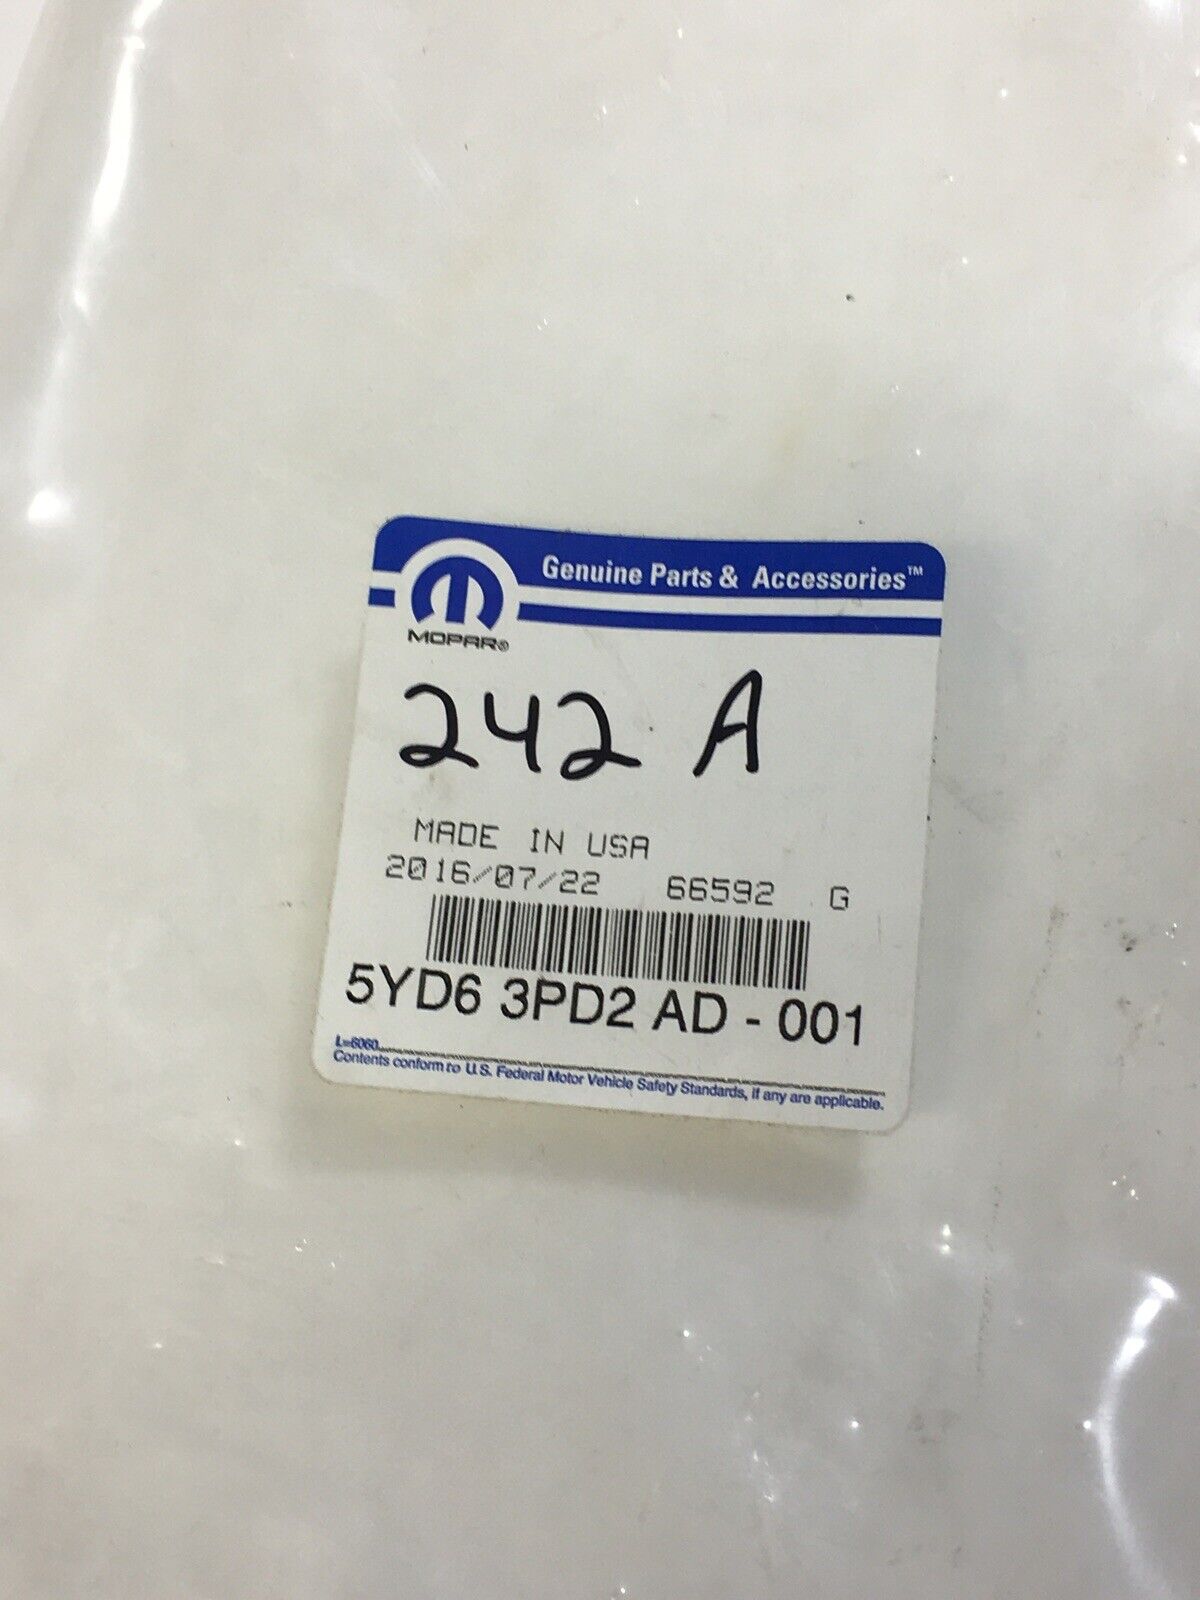 Genuine Parts & Accessories™
MOPAR®
242 A
MADE IN USA
2016/07/22 66592 G
5YD6 3PD2 AD - 001
L=6060
Contents conform to U.S. Federal Motor Vehicle Safety Standards, if any are applicable.